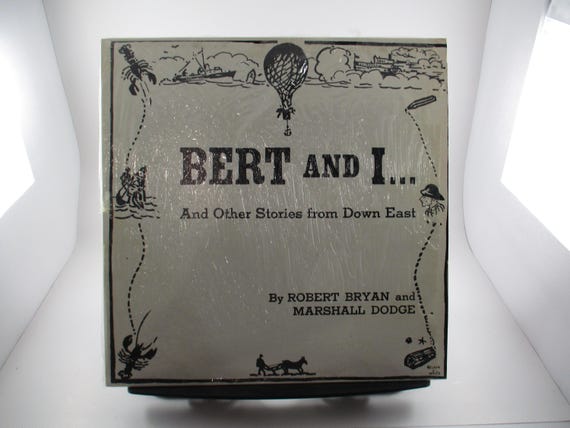 BERT AND I...
And Other Stories from Down East
By ROBERT BRYAN and
MARSHALL DODGE